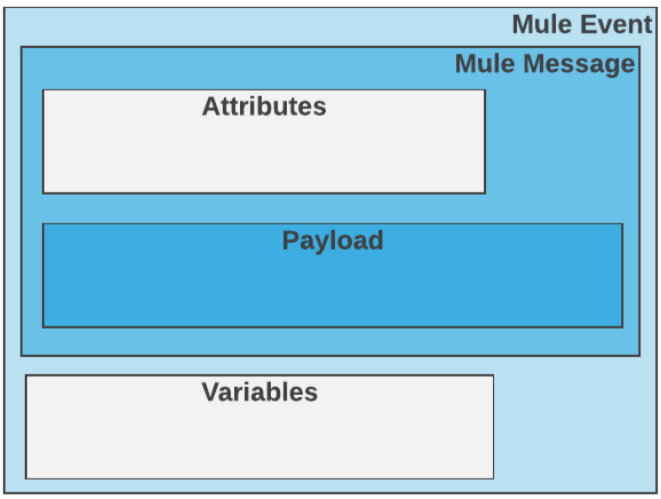 Mule Event
Mule Message
Attributes
Payload
Variables